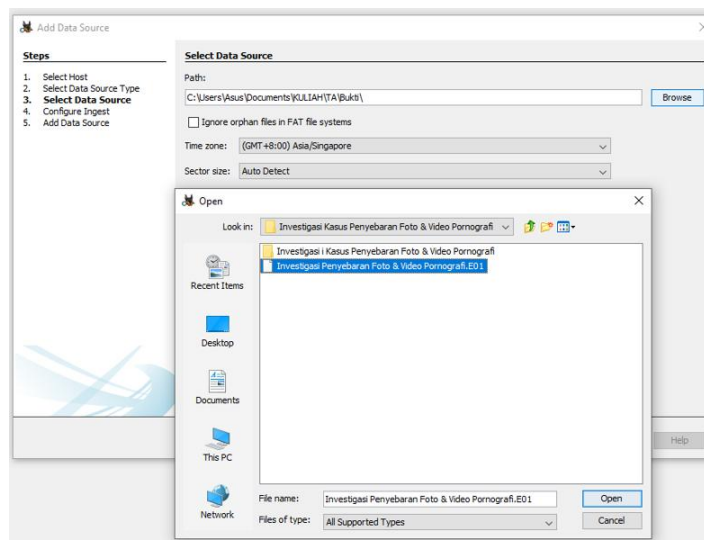 Add Data Source
Steps
1. Select Host
2. Select Data Source Type
3. Select Data Source
4. Configure Ingest
5. Add Data Source
Select Data Source
Path:
C:\Users\Asus\Documents\KULIAH\TA\Bukti\
Browse
Ignore orphan files in FAT file systems
Time zone: (GMT+8:00) Asia/Singapore
Sector size: Auto Detect
Open
Look in: Investigasi Kasus Penyebaran Foto & Video Pornografi
Investigasi i Kasus Penyebaran Foto & Video Pornografi
Investigasi Penyebaran Foto & Video Pornografi.E01
Recent Items
Desktop
Documents
This PC
Network
File name: Investigasi Penyebaran Foto & Video Pornografi.E01
Open
Files of type: All Supported Types
Cancel
Help